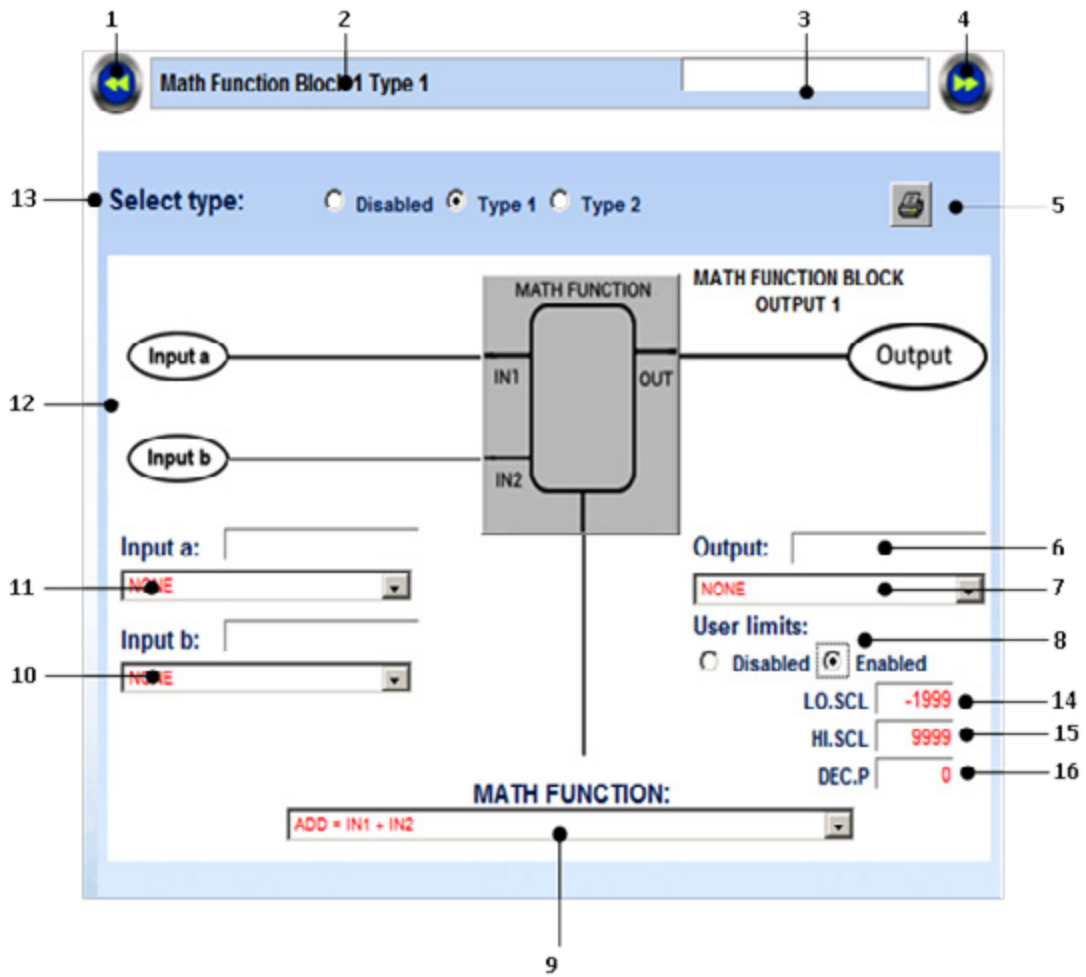 1 2 3 4
Math Function Block 1 Type 1
13 Select type: Disabled Type 1 Type 2 5
MATH FUNCTION
MATH FUNCTION BLOCK
OUTPUT 1
Input a
IN1
OUT
Output
12
Input b
IN2
Input a:
Output: 6
11 NONE
NONE 7
Input b:
User limits: 8
10 NONE
Disabled Enabled
LO.SCL -1999 14
HI.SCL 9999 15
DEC.P 0 16
MATH FUNCTION:
ADD = IN1 + IN2
9